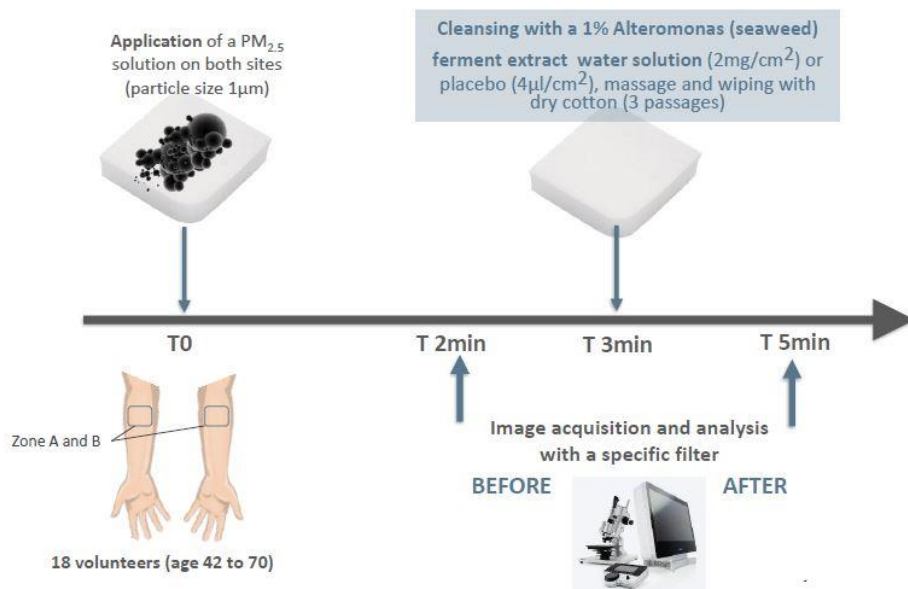 Application of a PM2.5
solution on both sites
(particle size 1µm)
Cleansing with a 1% Alteromonas (seaweed)
ferment extract water solution (2mg/cm²) or
placebo (4µl/cm²), massage and wiping with
dry cotton (3 passages)
T0
T 2min
T 3min
T 5min
Zone A and B
18 volunteers (age 42 to 70)
Image acquisition and analysis
with a specific filter
BEFORE
AFTER